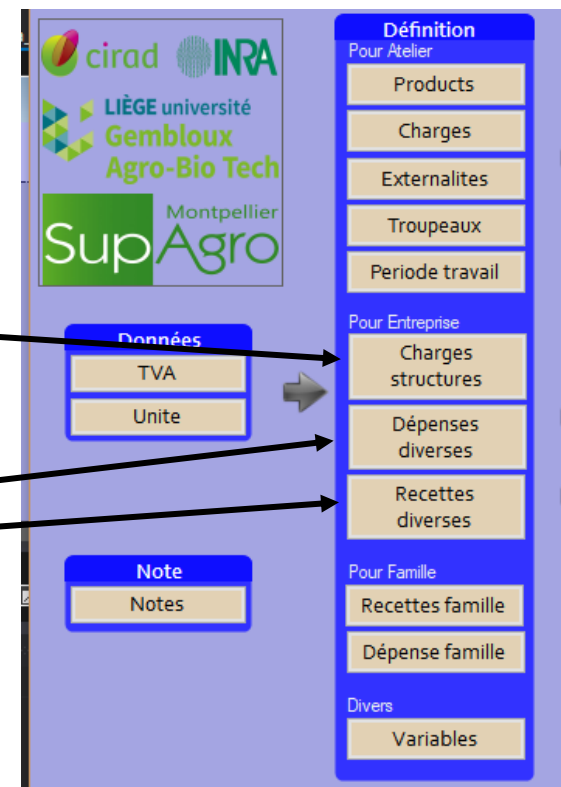 cirad INRA
LIÈGE université
Gembloux
Agro-Bio Tech
Montpellier
SupAgro
Données
TVA
Unite
Note
Notes
Définition
Pour Atelier
Products
Charges
Externalites
Troupeaux
Periode travail
Pour Entreprise
Charges
structures
Dépenses
diverses
Recettes
diverses
Pour Famille
Recettes famille
Dépense famille
Divers
Variables